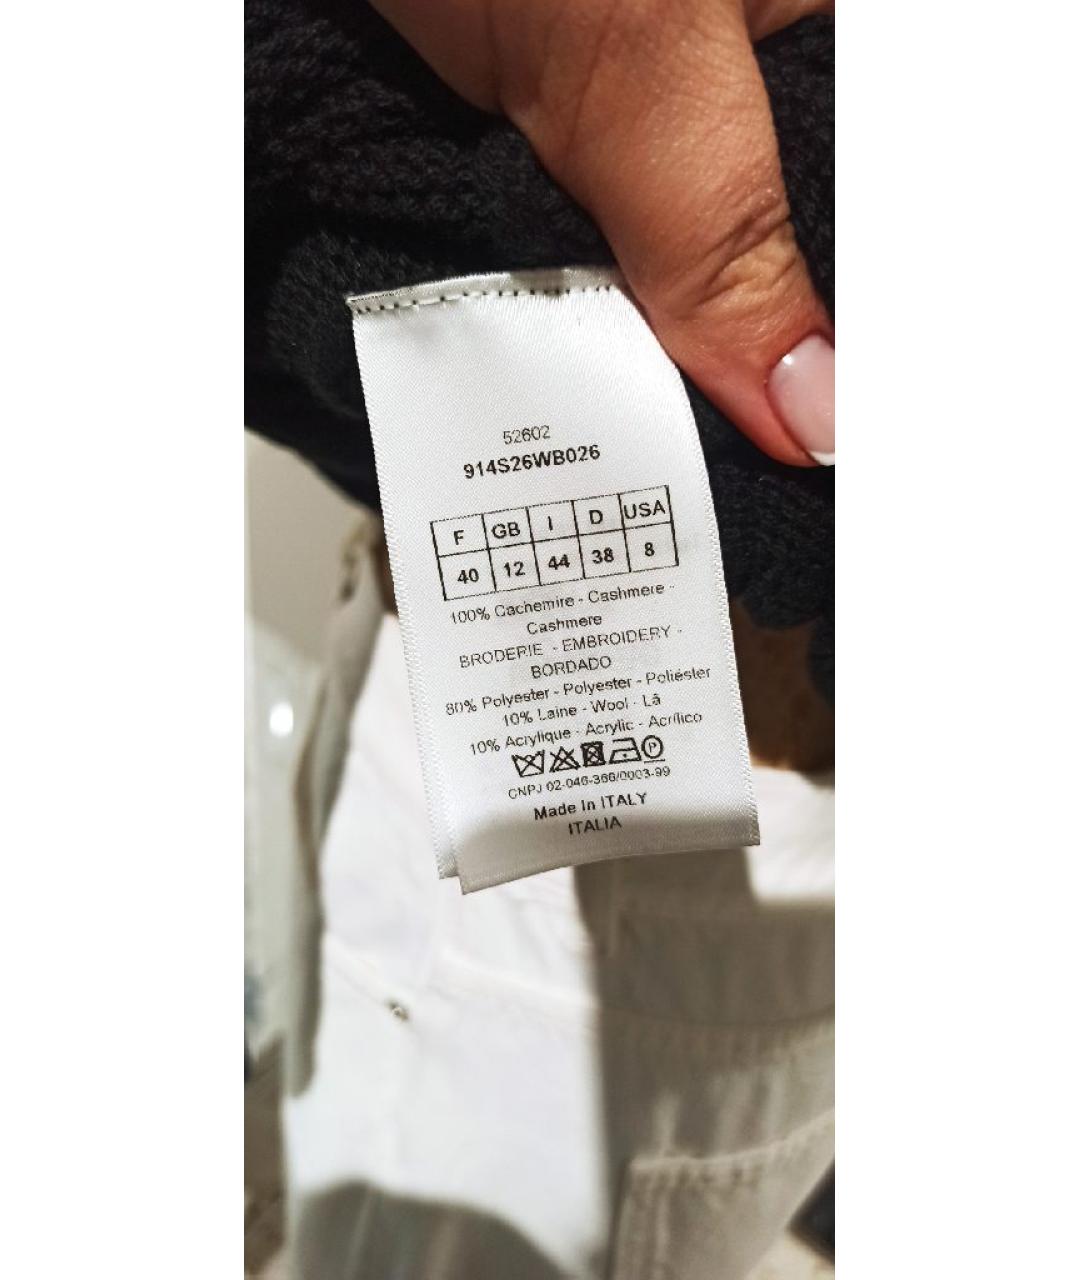 52602
914S26WB026
F GB I D USA
40 12 44 38 8
100% Cachemire - Cashmere -
Cashmere
BRODERIE - EMBROIDERY -
BORDADO
80% Polyester - Polyester - Poliéster
10% Laine - Wool - Lã
10% Acrylique - Acrylic - Acrílico
P
CNPJ 02-046-366/0003-99
Made In ITALY
ITALIA